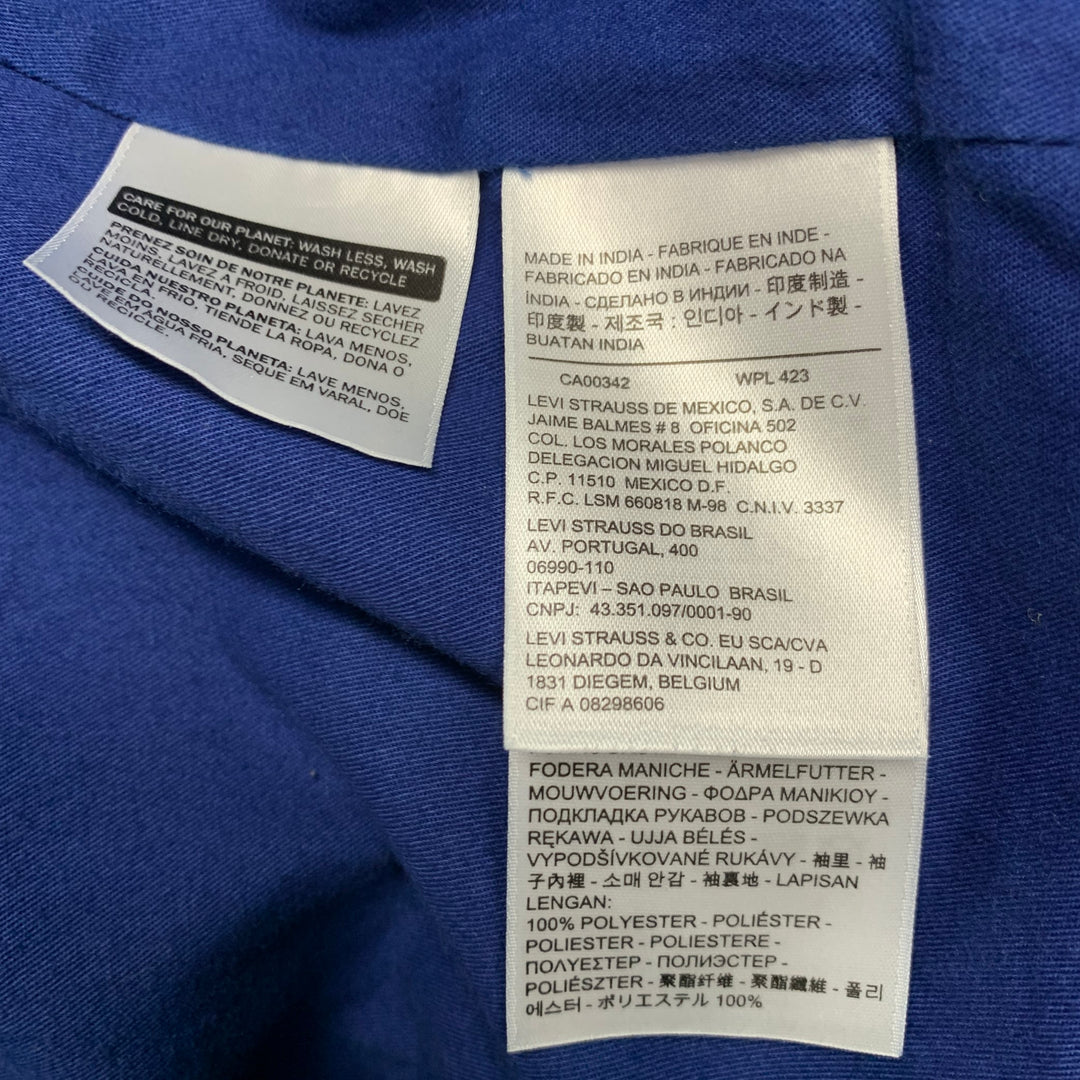 CARE FOR OUR PLANET: WASH LESS, WASH
COLD, LINE DRY, DONATE OR RECYCLE
PRENEZ SOIN DE NOTRE PLANETE: LAVEZ
MOINS, LAVEZ A FROID, LAISSEZ SECHER
NATURELLEMENT, DONNEZ OU RECYCLEZ
CUIDA NUESTRO PLANETA: LAVA MENOS,
LAVA EN FRIO, TIENDE LA ROPA, DONA O
RECICLA
CUIDE DO NOSSO PLANETA: LAVE MENOS,
LAVE EM ÁGUA FRIA, SEQUE EM VARAL, DOE
OU RECICLE.
MADE IN INDIA - FABRIQUE EN INDE -
FABRICADO EN INDIA - FABRICADO NA
ÍNDIA - СДЕЛАНО В ИНДИИ - 印度制造 -
印度製 - 제조국 : 인디아 - インド製 -
BUATAN INDIA
CA00342 WPL 423
LEVI STRAUSS DE MEXICO, S.A. DE C.V.
JAIME BALMES # 8 OFICINA 502
COL. LOS MORALES POLANCO
DELEGACION MIGUEL HIDALGO
C.P. 11510 MEXICO D.F.
R.F.C. LSM 660818 M-98 C.N.I.V. 3337
LEVI STRAUSS DO BRASIL
AV. PORTUGAL, 400
06990-110
ITAPEVI – SAO PAULO BRASIL
CNPJ: 43.351.097/0001-90
LEVI STRAUSS & CO. EU SCA/CVA
LEONARDO DA VINCILAAN, 19 - D
1831 DIEGEM, BELGIUM
CIF A 08298606
FODERA MANICHE - ÄRMELFUTTER -
MOUWVOERING - ΦΟΔΡΑ ΜΑΝΙΚΙΟΥ -
ПОДКЛАДКА РУКАВОВ - PODSZEWKA
RĘKAWA - UJJA BÉLÉS -
VYPODŠÍVKOVANÉ RUKÁVY - 袖里 - 袖
子內裡 - 소매 안감 - 袖裏地 - LAPISAN
LENGAN:
100% POLYESTER - POLIÉSTER -
POLIESTER - POLIESTERE -
ΠΟΛΥΕΣΤΕΡ - ПОЛИЭСТЕР -
POLIÉSZTER - 聚酯纤维 - 聚酯纖維 - 폴리
에스터 - ポリエステル 100%